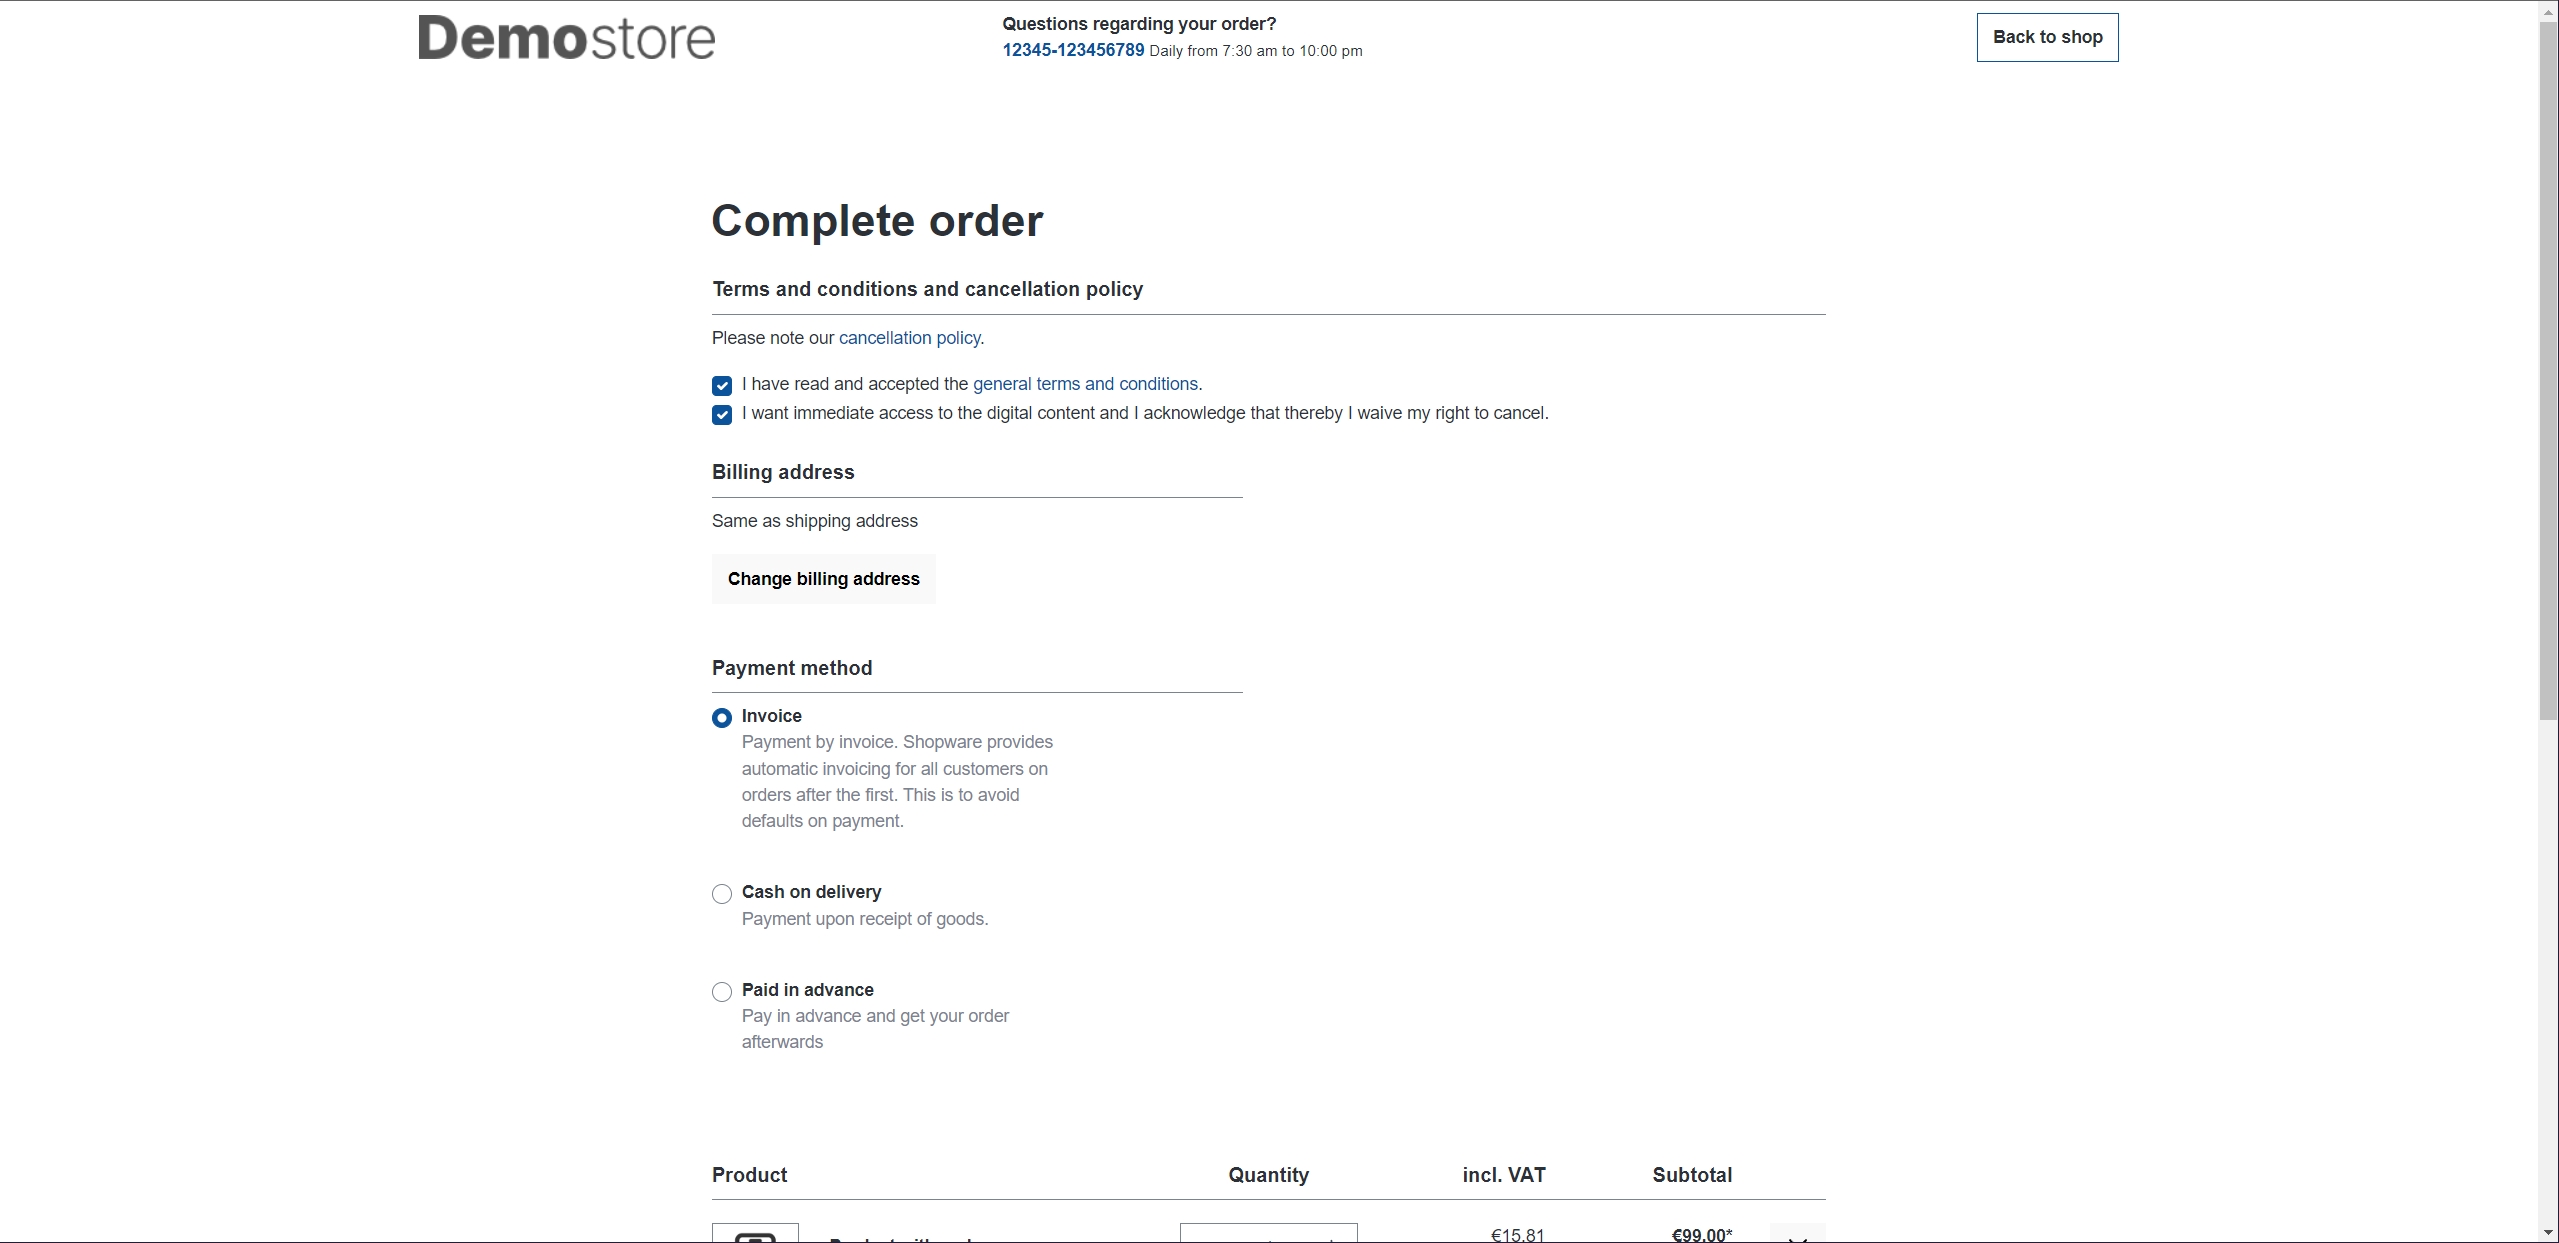 Demostore
Questions regarding your order?
12345-123456789 Daily from 7:30 am to 10:00 pm
Back to shop
Complete order
Terms and conditions and cancellation policy
Please note our cancellation policy.
I have read and accepted the general terms and conditions.
I want immediate access to the digital content and I acknowledge that thereby I waive my right to cancel.
Billing address
Same as shipping address
Change billing address
Payment method
Invoice
Payment by invoice. Shopware provides
automatic invoicing for all customers on
orders after the first. This is to avoid
defaults on payment.
Cash on delivery
Payment upon receipt of goods.
Paid in advance
Pay in advance and get your order
afterwards
Product Quantity incl. VAT Subtotal
€15.81 €99.00*